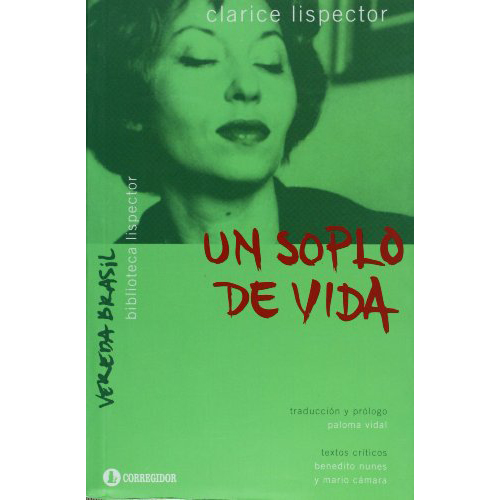 clarice lispector
UN SOPLO
DE VIDA
VEREDA BRASIL
biblioteca lispector
traducción y prólogo
paloma vidal
textos críticos
benedito nunes
y mario cámara
CORREGIDOR